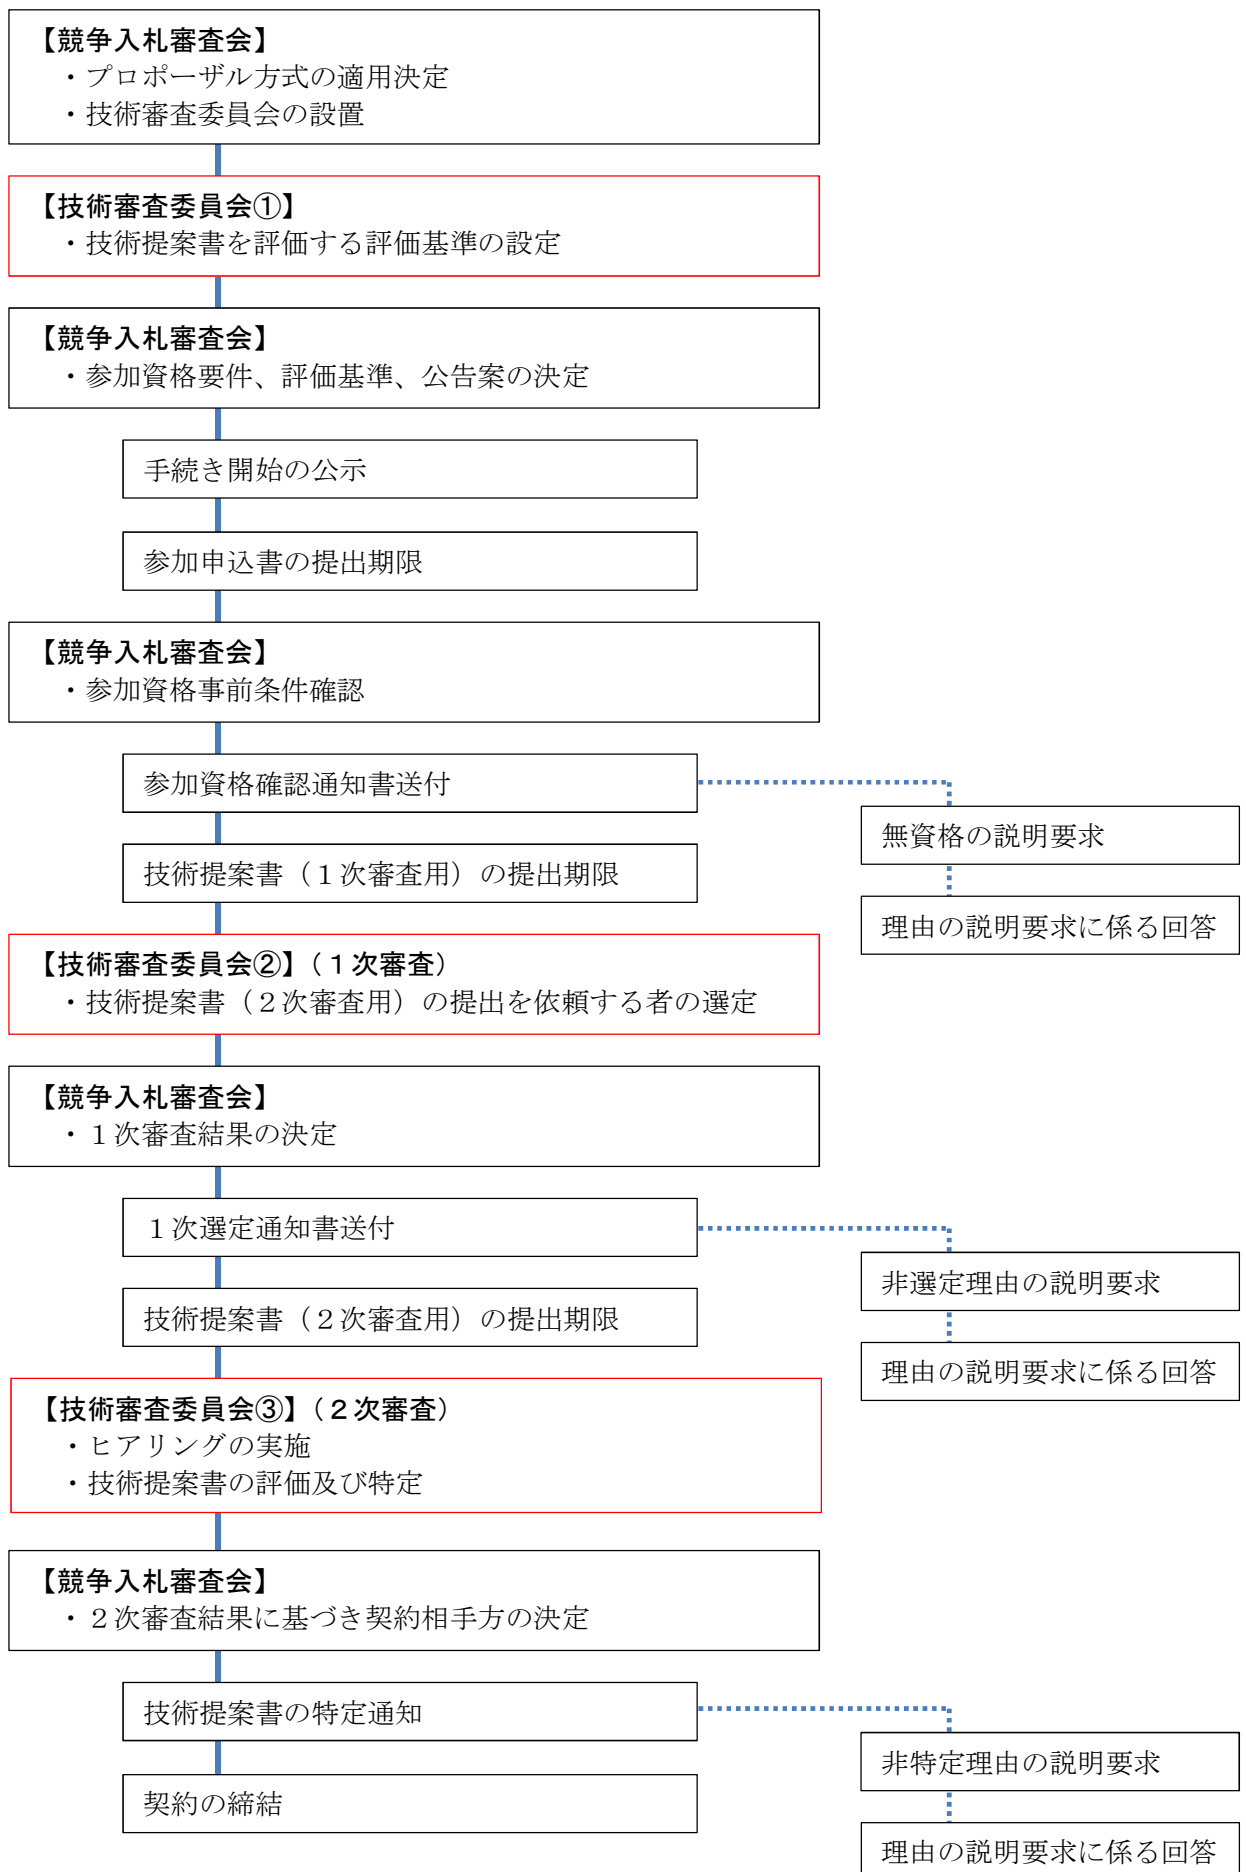 【競争入札審査会】
・プロポーザル方式の適用決定
・技術審査委員会の設置
【技術審査委員会①】
・技術提案書を評価する評価基準の設定
【競争入札審査会】
・参加資格要件、評価基準、公告案の決定
手続き開始の公示
参加申込書の提出期限
【競争入札審査会】
・参加資格事前条件確認
参加資格確認通知書送付
無資格の説明要求
技術提案書（１次審査用）の提出期限
理由の説明要求に係る回答
【技術審査委員会②】（１次審査）
・技術提案書（２次審査用）の提出を依頼する者の選定
【競争入札審査会】
・１次審査結果の決定
１次選定通知書送付
非選定理由の説明要求
技術提案書（２次審査用）の提出期限
理由の説明要求に係る回答
【技術審査委員会③】（２次審査）
・ヒアリングの実施
・技術提案書の評価及び特定
【競争入札審査会】
・２次審査結果に基づき契約相手方の決定
技術提案書の特定通知
非特定理由の説明要求
契約の締結
理由の説明要求に係る回答